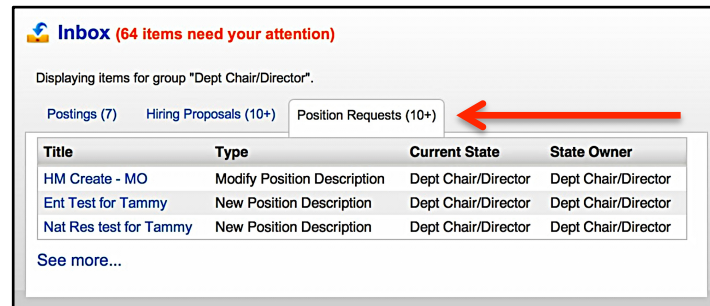 Inbox (64 items need your attention)
Displaying items for group "Dept Chair/Director".
Postings (7) Hiring Proposals (10+) Position Requests (10+)
Title Type Current State State Owner
HM Create - MO Modify Position Description Dept Chair/Director Dept Chair/Director
Ent Test for Tammy New Position Description Dept Chair/Director Dept Chair/Director
Nat Res test for Tammy New Position Description Dept Chair/Director Dept Chair/Director
See more...